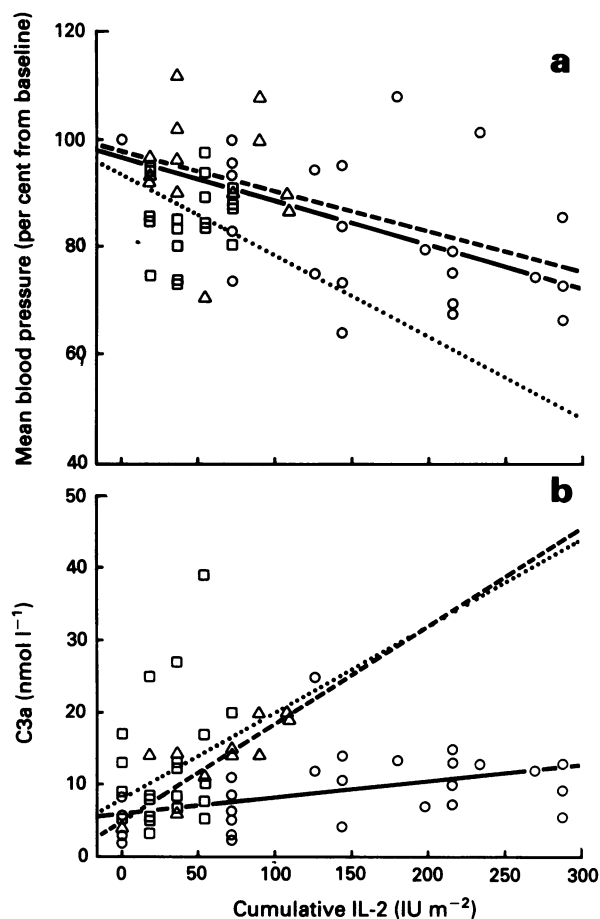 120
a
100
80
60
40
Mean blood pressure (per cent from baseline)
50
b
40
30
20
10
0
C3a (nmol l⁻¹)
0 50 100 150 200 250 300
Cumulative IL-2 (IU m⁻²)